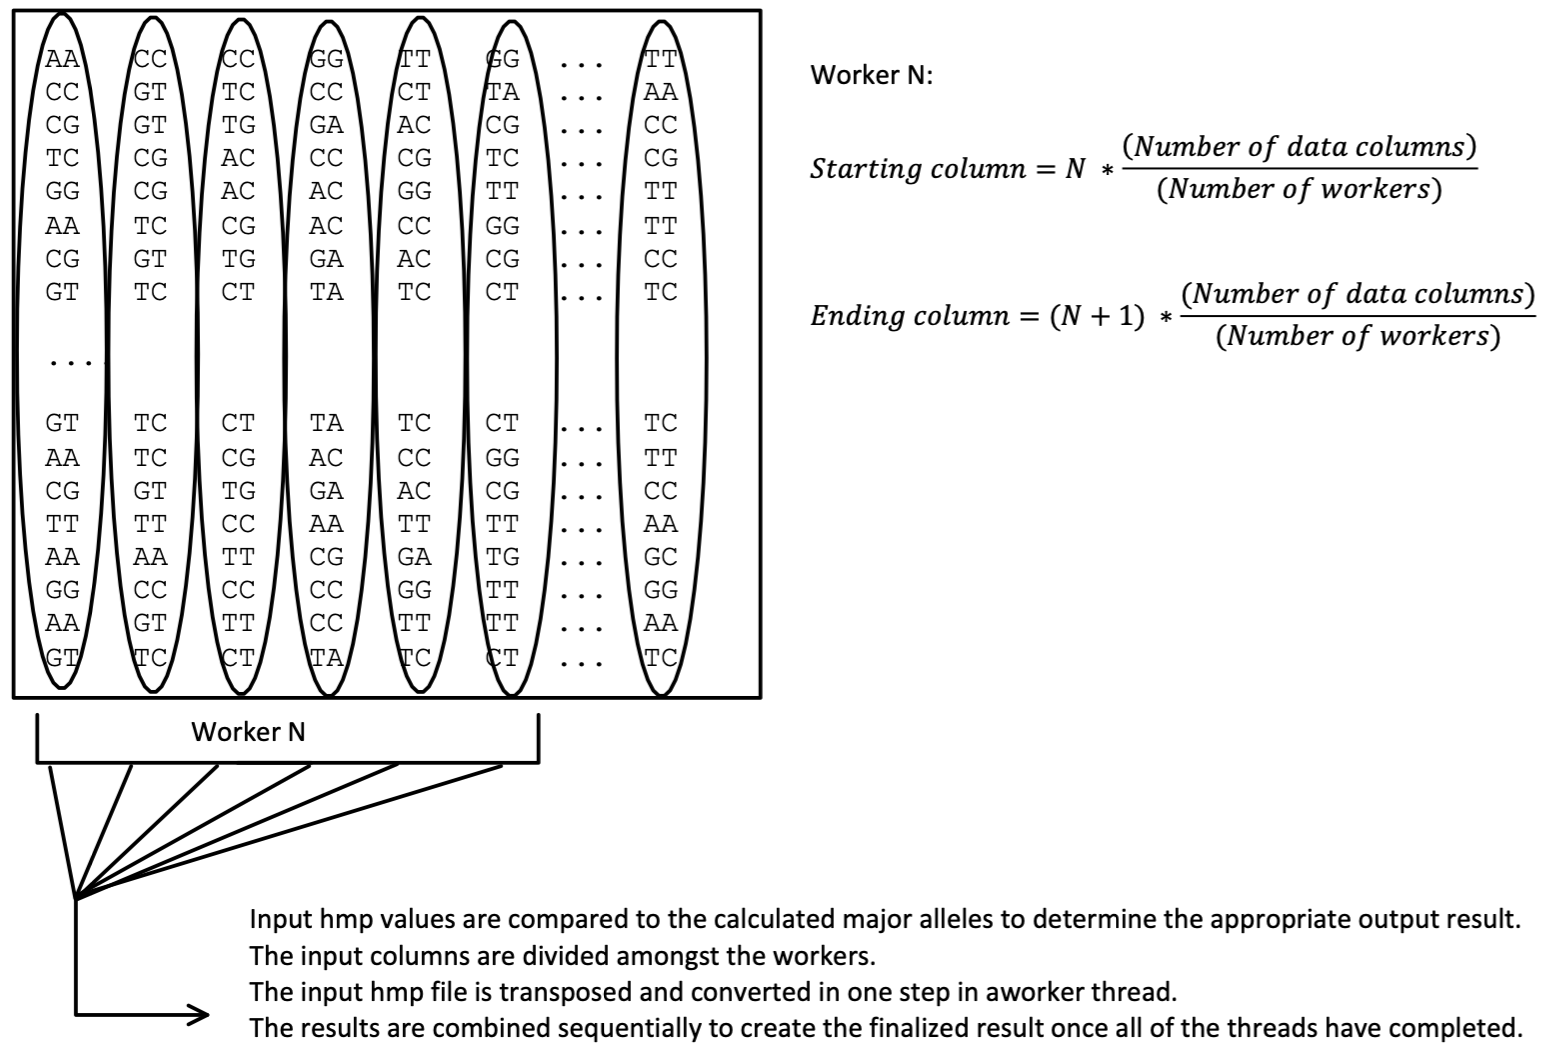 AA CC CC GG TT GG ... TT
CC GT TC CC CT TA ... AA
CG GT TG GA AC CG ... CC
TC CG AC CC CG TC ... CG
GG CG AC AC GG TT ... TT
AA TC CG AC CC GG ... TT
CG GT TG GA AC CG ... CC
GT TC CT TA TC CT ... TC
...
GT TC CT TA TC CT ... TC
AA TC CG AC CC GG ... TT
CG GT TG GA AC CG ... CC
TT TT CC AA TT TT ... AA
AA AA TT CG GA TG ... GC
GG CC CC CC GG TT ... GG
AA GT TT CC TT TT ... AA
GT TC CT TA TC CT ... TC
Worker N
Worker N:
Starting column = N * (Number of data columns)
(Number of workers)
Ending column = (N + 1) * (Number of data columns)
(Number of workers)
Input hmp values are compared to the calculated major alleles to determine the appropriate output result.
The input columns are divided amongst the workers.
The input hmp file is transposed and converted in one step in aworker thread.
The results are combined sequentially to create the finalized result once all of the threads have completed.